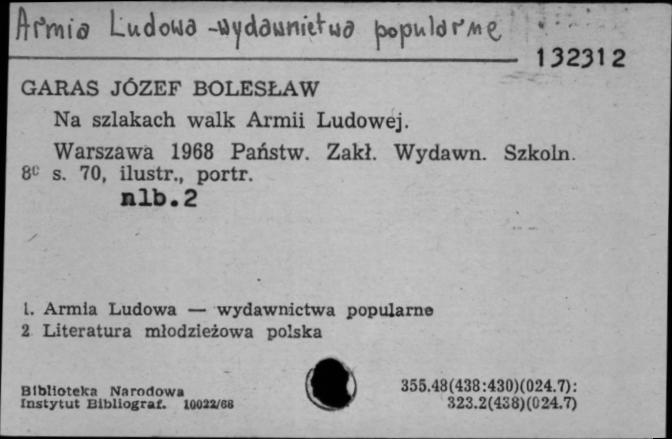 Armia Ludowa - wydawnictwa popularne
132312
GARAS JÓZEF BOLESŁAW
Na szlakach walk Armii Ludowej.
Warszawa 1968 Państw. Zakł. Wydawn. Szkoln.
8° s. 70, ilustr., portr.
nlb.2
1. Armia Ludowa — wydawnictwa popularne
2 Literatura młodzieżowa polska
Biblioteka Narodowa
Instytut Bibliograf. 10022/68
355.48(438:430)(024.7):
323.2(438)(024.7)